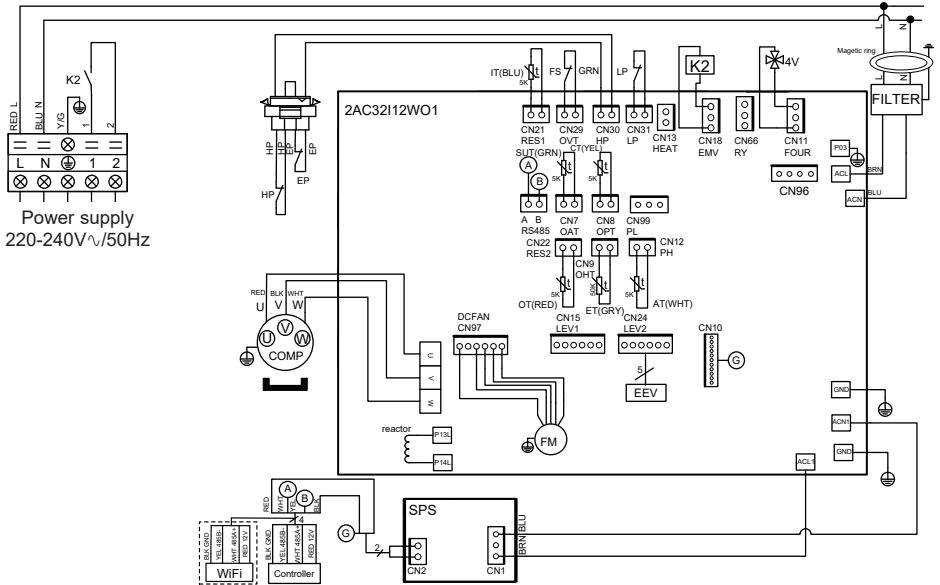 RED L
BLU N
Y/G
K2
1
2
L N 1 2
Power supply
220-240V∿/50Hz
HP
HP
EP
EP
HP
EP
2AC32I12WO1
IT(BLU)
5K
t
FS
GRN
LP
K2
4V
L
N
Magetic ring
L
N
FILTER
CN21
RES1
CN29
OVT
CN30
HP
CN31
LP
CN13
HEAT
CN18
EMV
CN66
RY
CN11
FOUR
P03
ACL
BRN
ACN
BLU
CN96
SUT(GRN)
CT(YEL)
A
B
5K
t
5K
t
A B
RS485
CN7
OAT
CN8
OPT
CN99
PL
CN22
RES2
CN9
OHT
CN12
PH
5K
t
50K
t
5K
t
OT(RED)
ET(GRY)
AT(WHT)
RED BLK WHT
U V W
U V W
COMP
DCFAN
CN97
CN15
LEV1
CN24
LEV2
CN10
G
5
EEV
U
V
W
FM
reactor
P13L
P14L
GND
ACN1
GND
ACL1
RED
WHT
A
YEL
B
BLK
4
G
2
SPS
CN2
CN1
BLU
BRN
BLK GND
YEL 485B-
WHT 485A+
RED 12V
WiFi
BLK GND
YEL 485B-
WHT 485A+
RED 12V
Controller